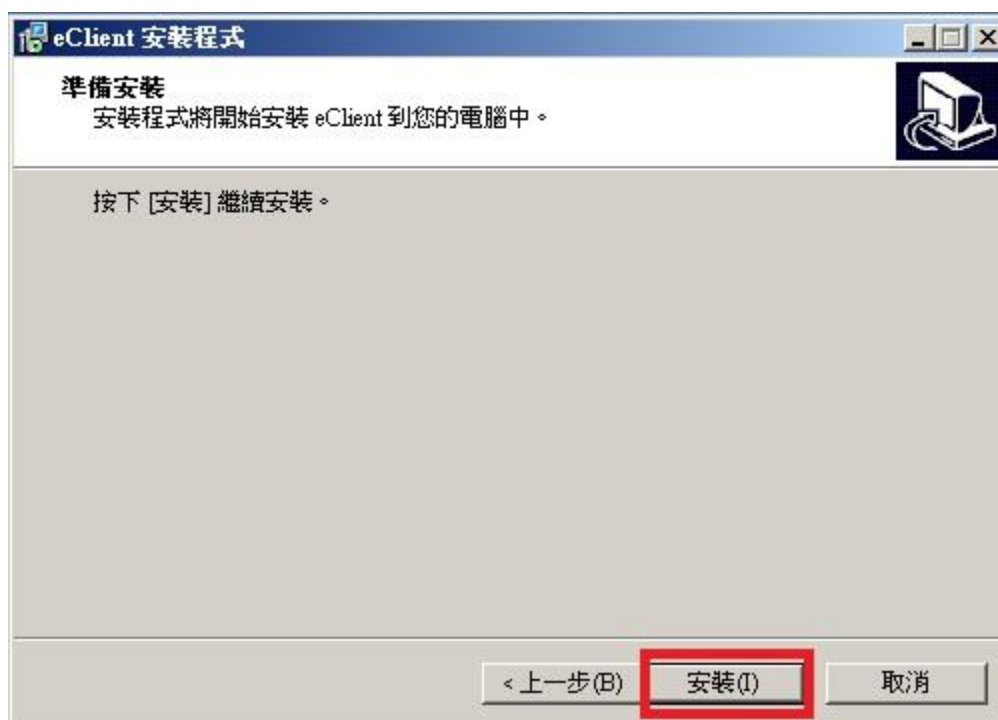 eClient 安裝程式
準備安裝
安裝程式將開始安裝 eClient 到您的電腦中。
按下 [安裝] 繼續安裝。
<上一步(B)
安裝(I)
取消